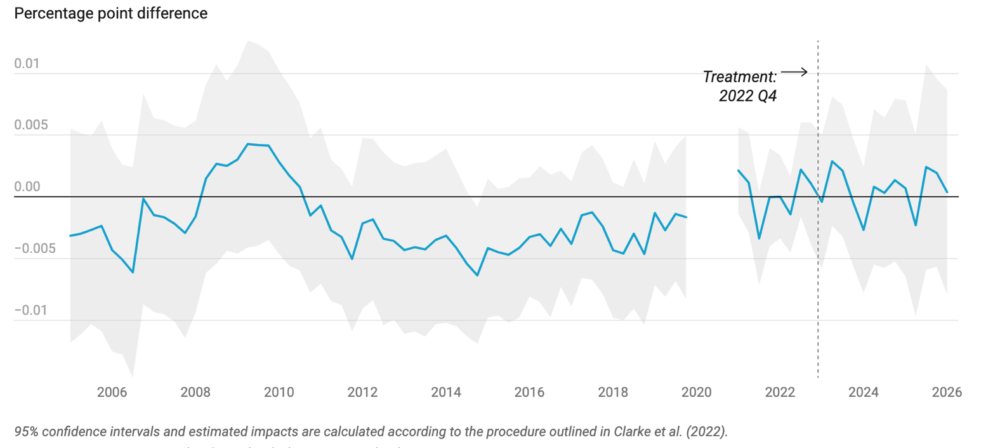 Percentage point difference
0.01
Treatment:
2022 Q4
0.005
0.00
−0.005
−0.01
2006 2008 2010 2012 2014 2016 2018 2020 2022 2024 2026
95% confidence intervals and estimated impacts are calculated according to the procedure outlined in Clarke et al. (2022).